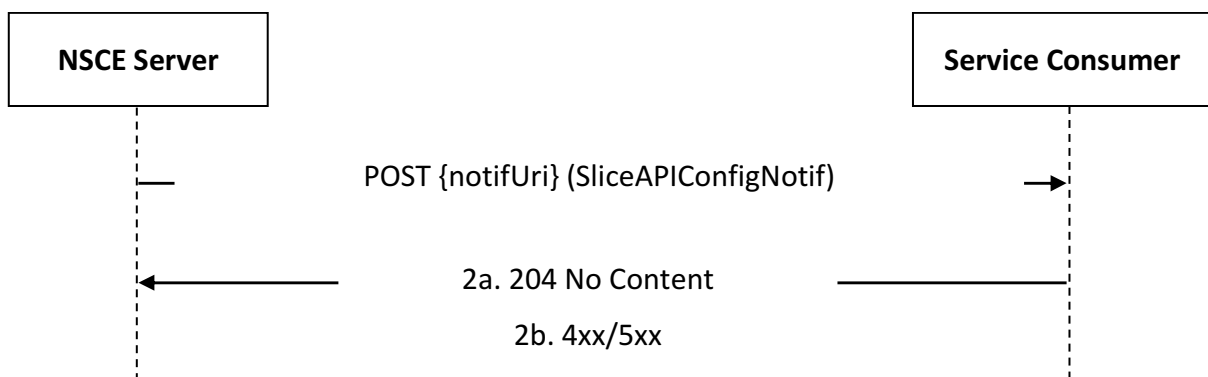 NSCE Server
Service Consumer
POST {notifUri} (SliceAPIConfigNotif)
2a. 204 No Content
2b. 4xx/5xx